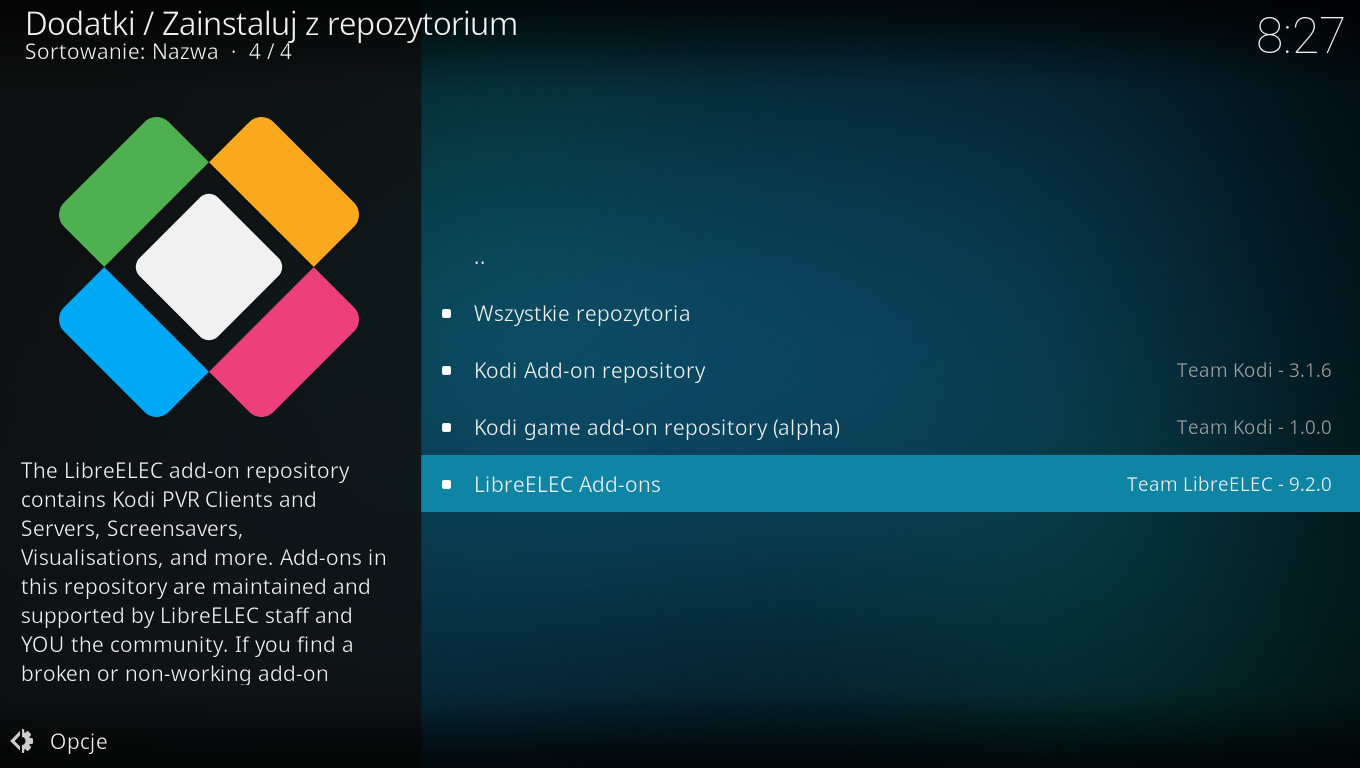 Dodatki / Zainstaluj z repozytorium
Sortowanie: Nazwa · 4 / 4
8:27
..
Wszystkie repozytoria
Kodi Add-on repository Team Kodi - 3.1.6
Kodi game add-on repository (alpha) Team Kodi - 1.0.0
LibreELEC Add-ons Team LibreELEC - 9.2.0
The LibreELEC add-on repository
contains Kodi PVR Clients and
Servers, Screensavers,
Visualisations, and more. Add-ons in
this repository are maintained and
supported by LibreELEC staff and
YOU the community. If you find a
broken or non-working add-on
Opcje